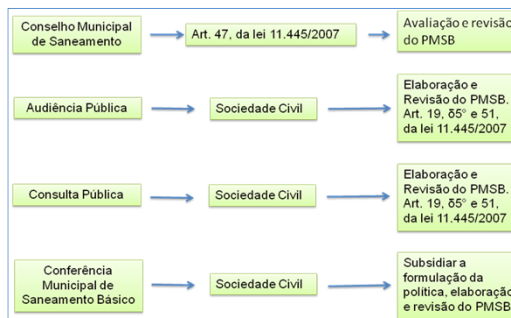 Conselho Municipal
de Saneamento
Art. 47, da lei 11.445/2007
Avaliação e revisão
do PMSB
Audiência Pública
Sociedade Civil
Elaboração e
Revisão do PMSB.
Art. 19, δ5° e 51,
da lei 11.445/2007
Consulta Pública
Sociedade Civil
Elaboração e
Revisão do PMSB.
Art. 19, δ5° e 51,
da lei 11.445/2007
Conferência
Municipal de
Saneamento Básico
Sociedade Civil
Subsidiar a
formulação da
política, elaboração
e revisão do PMSB